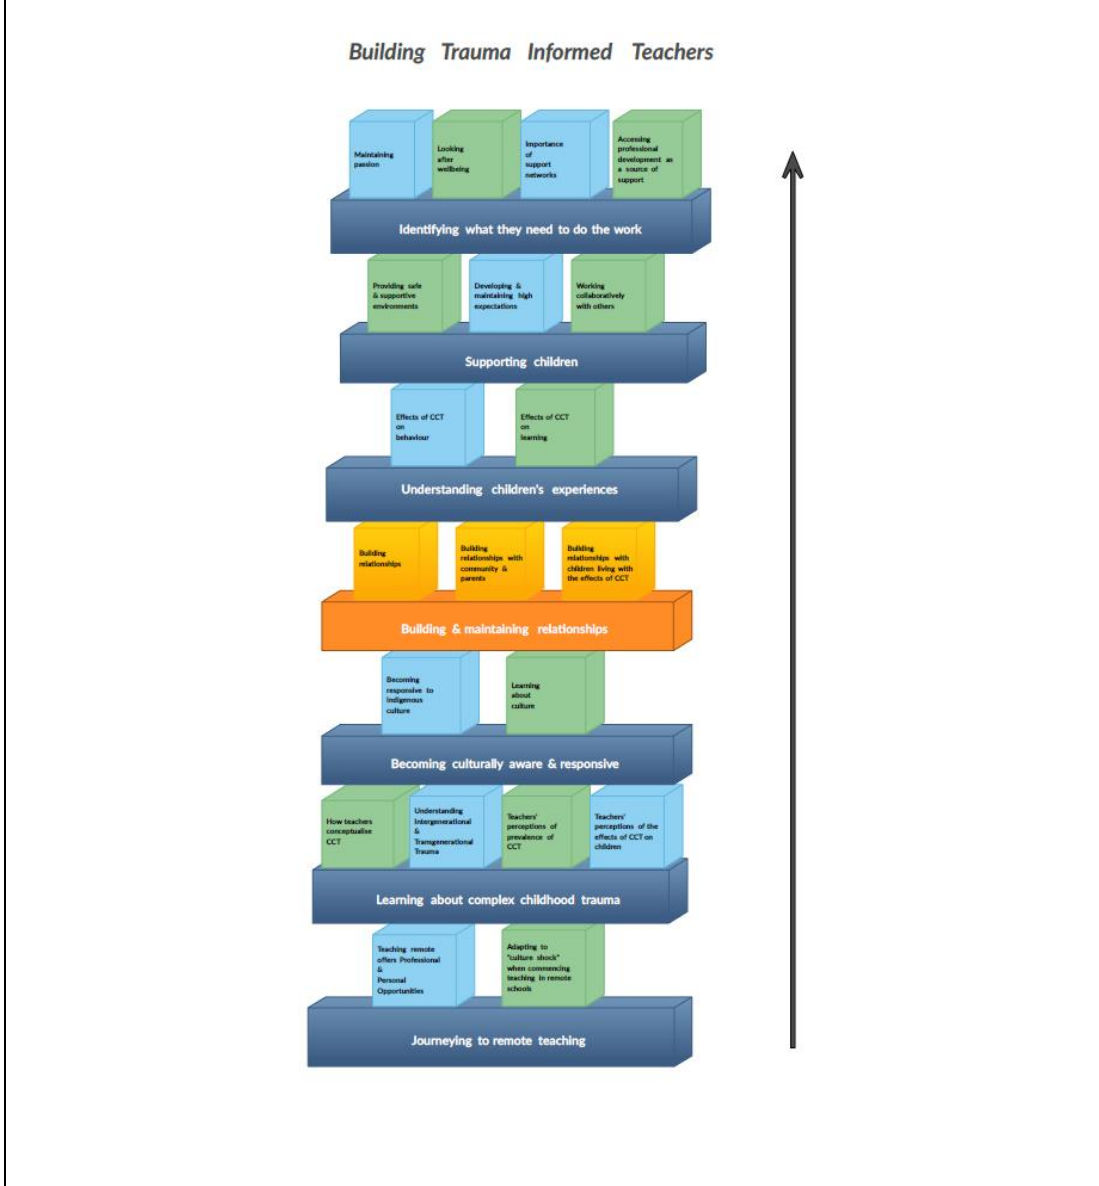 Building Trauma Informed Teachers
Maintaining
passion
Looking
after
wellbeing
Importance
of
support
networks
Accessing
professional
development as
a source of
support
Identifying what they need to do the work
Providing safe
& supportive
environments
Developing &
maintaining high
expectations
Working
collaboratively
with others
Supporting children
Effects of CCT
on
behaviour
Effects of CCT
on
learning
Understanding children's experiences
Building
relationships
Building
relationships with
community &
parents
Building
relationships with
children living with
the effects of CCT
Building & maintaining relationships
Becoming
responsive to
indigenous
culture
Learning
about
culture
Becoming culturally aware & responsive
How teachers
conceptualise
CCT
Understanding
Intergenerational
&
Transgenerational
Trauma
Teachers'
perceptions of
prevalence of
CCT
Teachers'
perceptions of the
effects of CCT on
children
Learning about complex childhood trauma
Teaching remote
offers Professional
&
Personal
Opportunities
Adapting to
"culture shock"
when commencing
teaching in remote
schools
Journeying to remote teaching